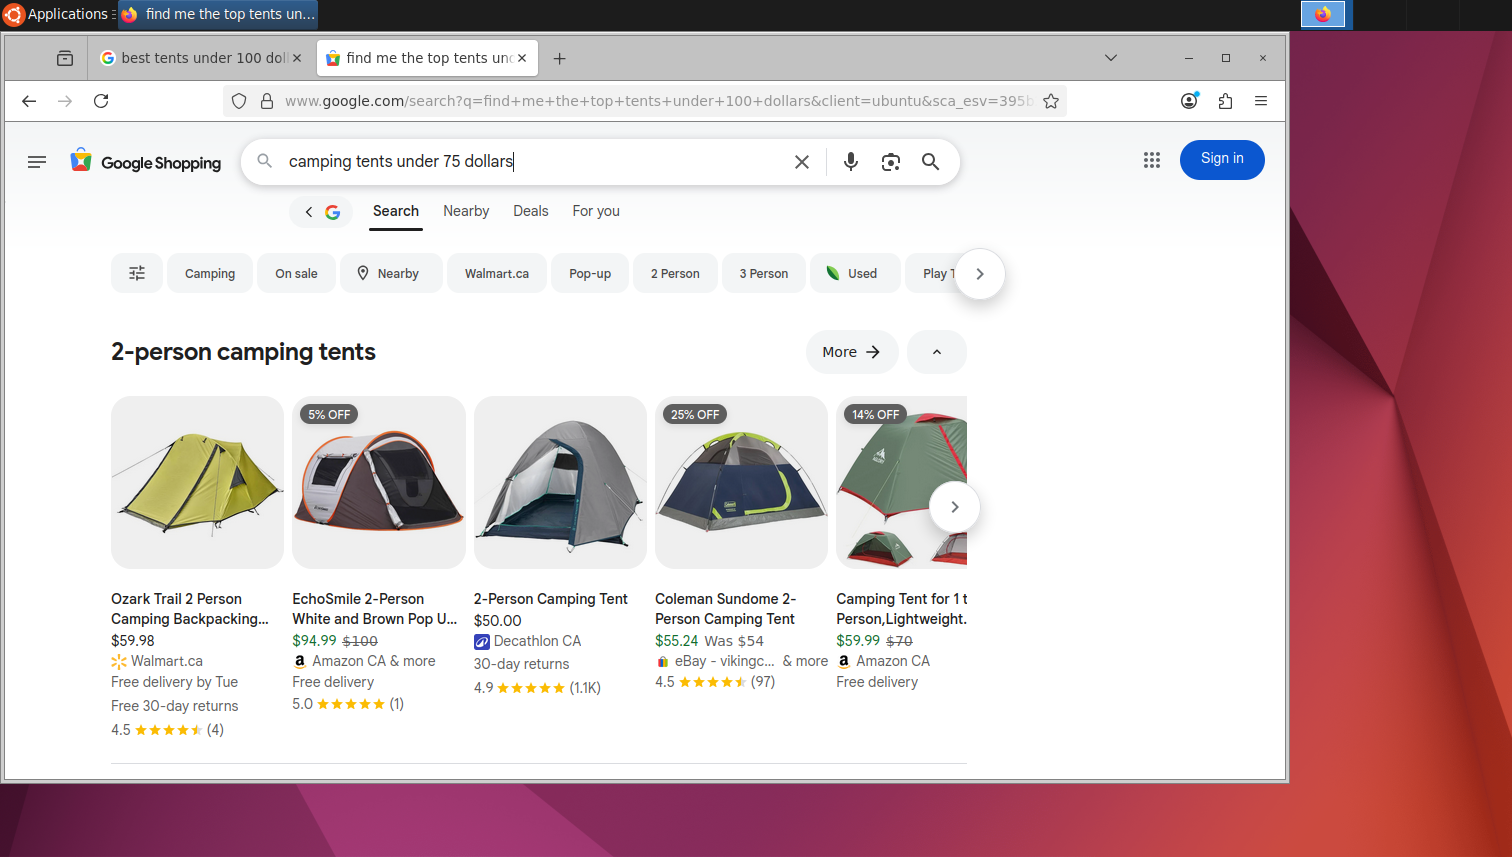 Applications
find me the top tents un...
best tents under 100 doll
find me the top tents und
www.google.com/search?q=find+me+the+top+tents+under+100+dollars&client=ubuntu&sca_esv=395b
Google Shopping
camping tents under 75 dollars
Sign in
Search
Nearby
Deals
For you
Camping
On sale
Nearby
Walmart.ca
Pop-up
2 Person
3 Person
Used
Play T
2-person camping tents
More
5% OFF
25% OFF
14% OFF
Ozark Trail 2 Person
Camping Backpacking...
$59.98
Walmart.ca
Free delivery by Tue
Free 30-day returns
4.5 (4)
EchoSmile 2-Person
White and Brown Pop U...
$94.99 $100
Amazon CA & more
Free delivery
5.0 (1)
2-Person Camping Tent
$50.00
Decathlon CA
30-day returns
4.9 (1.1K)
Coleman Sundome 2-
Person Camping Tent
$55.24 Was $54
eBay - vikingc... & more
4.5 (97)
Camping Tent for 1 t
Person,Lightweight.
$59.99 $70
Amazon CA
Free delivery